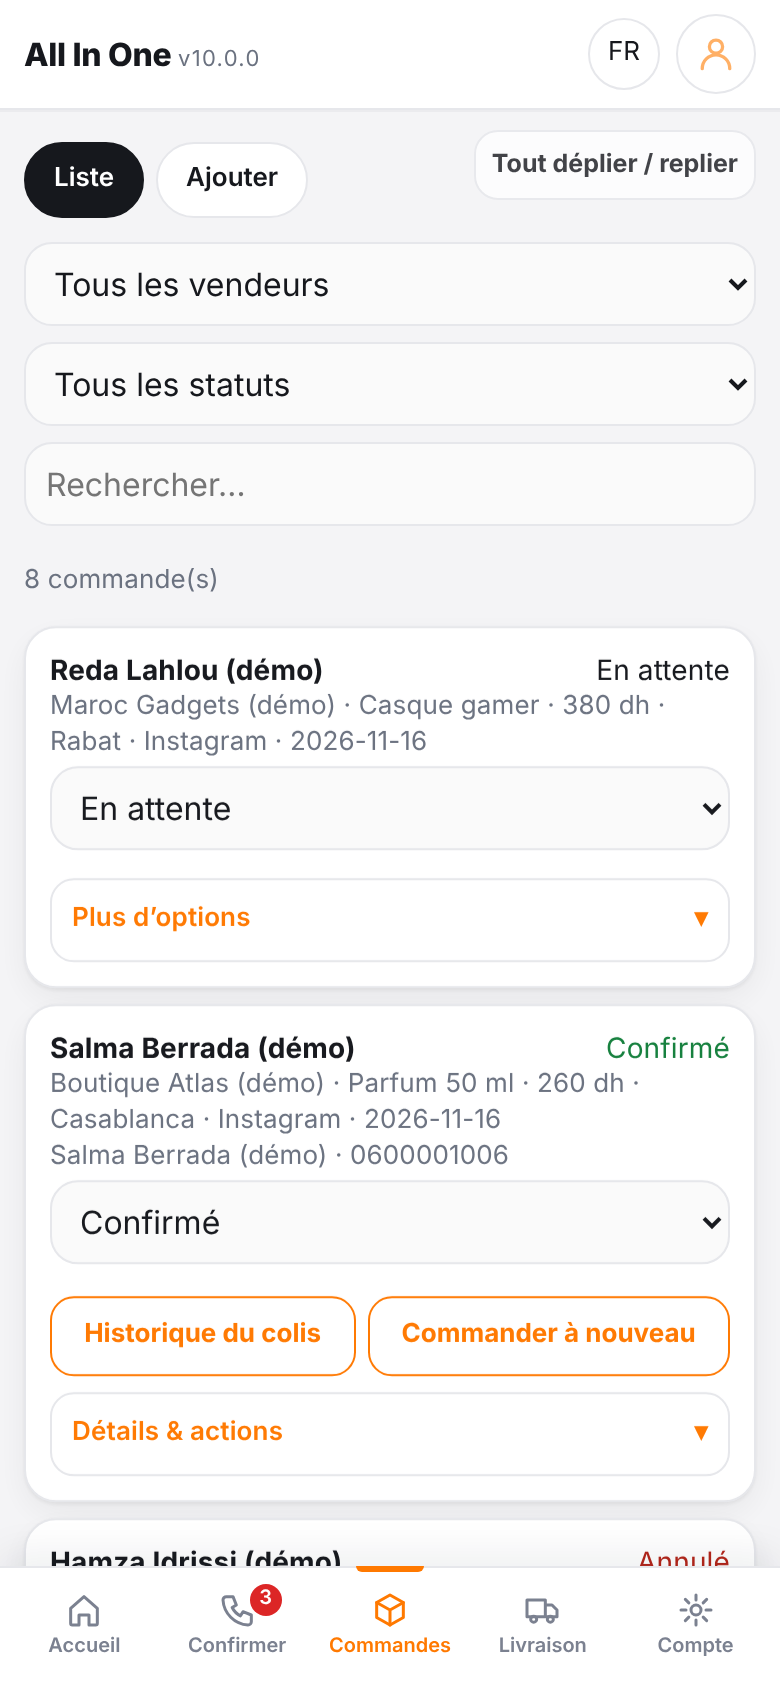 All In One v10.0.0
FR
Liste
Ajouter
Tout déplier / replier
Tous les vendeurs
Tous les statuts
Rechercher...
8 commande(s)
Reda Lahlou (démo)
En attente
Maroc Gadgets (démo) · Casque gamer · 380 dh ·
Rabat · Instagram · 2026-11-16
En attente
Plus d’options
Salma Berrada (démo)
Confirmé
Boutique Atlas (démo) · Parfum 50 ml · 260 dh ·
Casablanca · Instagram · 2026-11-16
Salma Berrada (démo) · 0600001006
Confirmé
Historique du colis
Commander à nouveau
Détails & actions
Hamza Idrissi (démo)
Annulé
Accueil
3
Confirmer
Commandes
Livraison
Compte